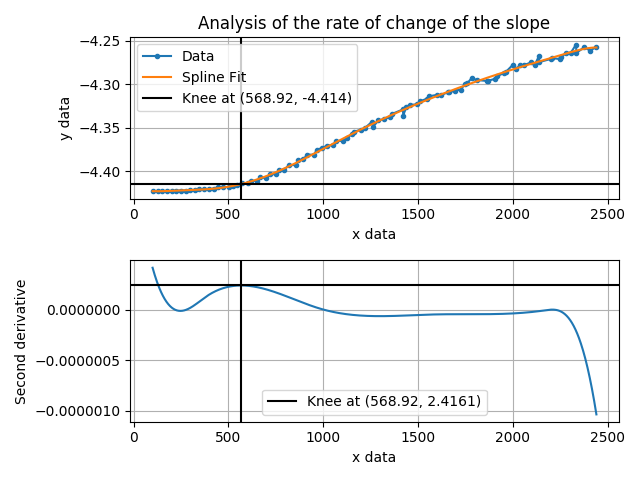 Analysis of the rate of change of the slope
−4.25
−4.30
−4.35
−4.40
y data
Data
Spline Fit
Knee at (568.92, -4.414)
0
500
1000
1500
2000
2500
x data
0.0000000
−0.0000005
−0.0000010
Second derivative
Knee at (568.92, 2.4161)
0
500
1000
1500
2000
2500
x data